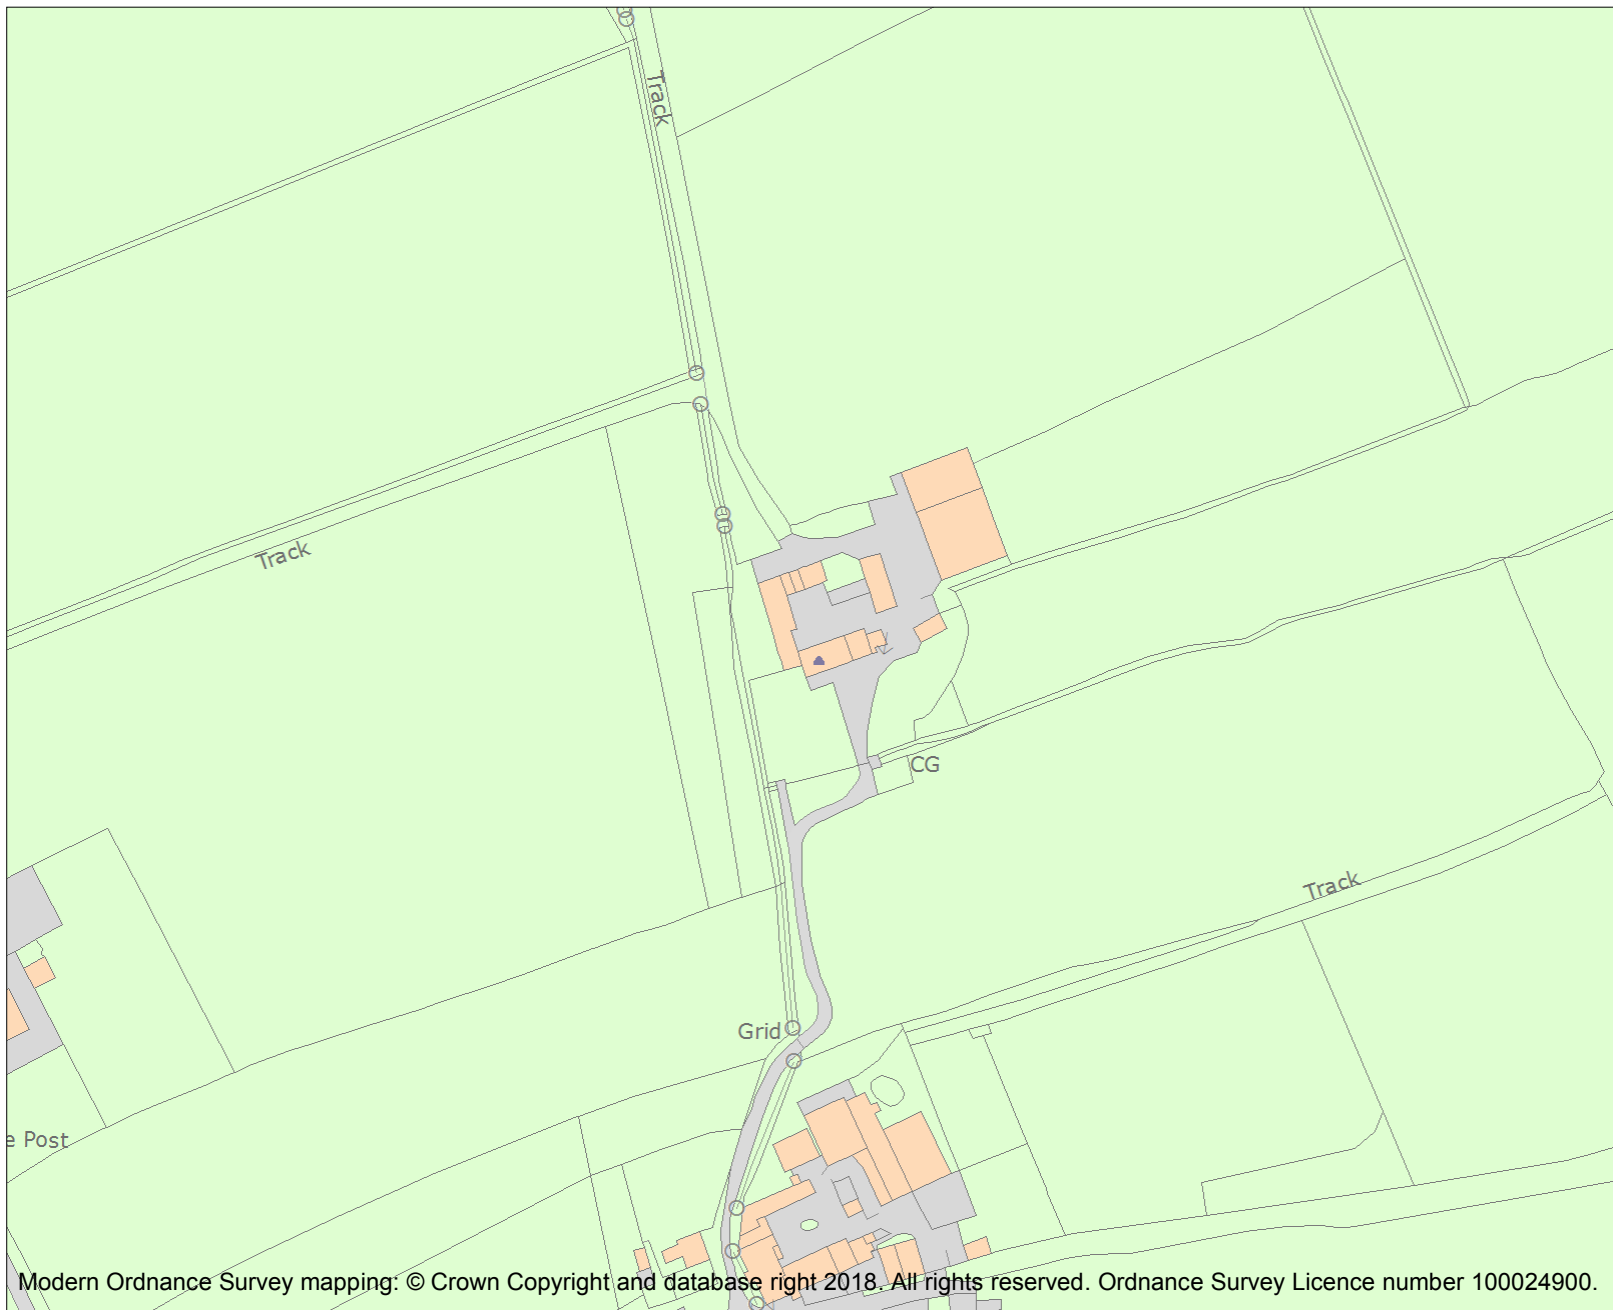 Track
Track
CG
Track
Grid
e Post
Modern Ordnance Survey mapping: © Crown Copyright and database right 2018. All rights reserved. Ordnance Survey Licence number 100024900.